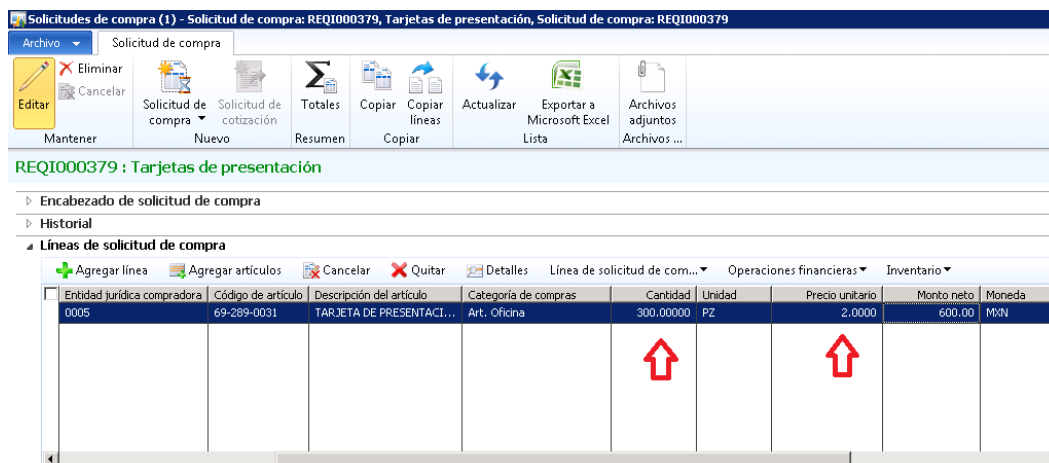 Solicitudes de compra (1) - Solicitud de compra: REQI000379, Tarjetas de presentación, Solicitud de compra: REQI000379
Archivo Solicitud de compra
Editar Eliminar Cancelar
Solicitud de compra Solicitud de cotización
Totales Copiar Copiar líneas
Actualizar Exportar a Microsoft Excel Archivos adjuntos
Mantener Nuevo Resumen Copiar Lista Archivos ...
REQI000379 : Tarjetas de presentación
Encabezado de solicitud de compra
Historial
Líneas de solicitud de compra
Agregar línea Agregar artículos Cancelar Quitar Detalles Línea de solicitud de com... Operaciones financieras Inventario
Entidad jurídica compradora Código de artículo Descripción del artículo Categoría de compras Cantidad Unidad Precio unitario Monto neto Moneda
0005 69-289-0031 TARJETA DE PRESENTACI... Art. Oficina 300.00000 PZ 2.0000 600.00 MXN